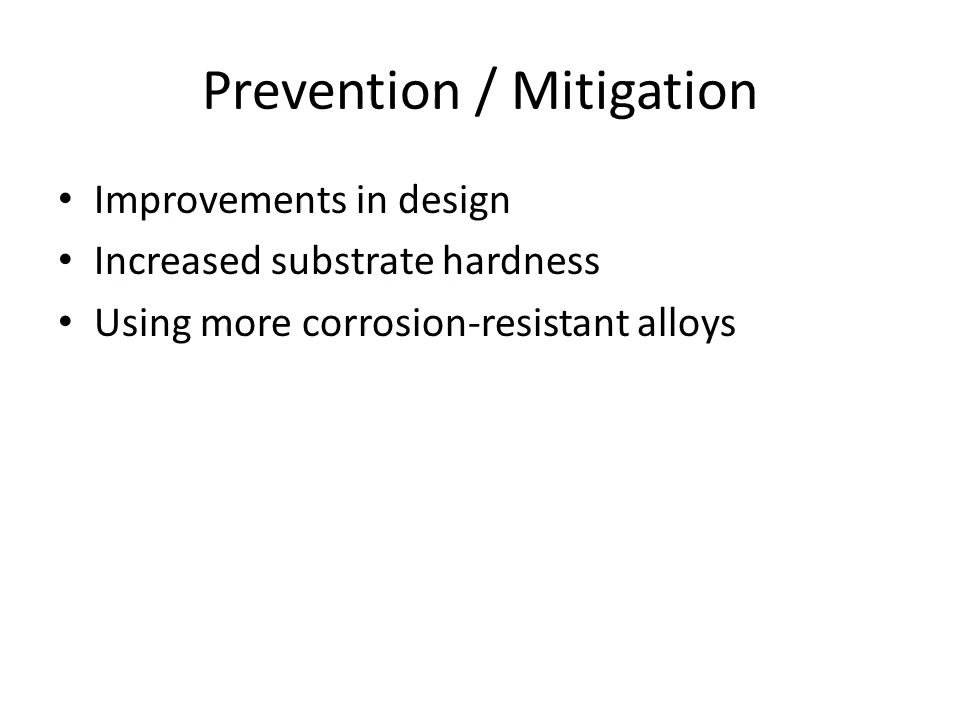 Prevention / Mitigation
• Improvements in design
• Increased substrate hardness
• Using more corrosion-resistant alloys